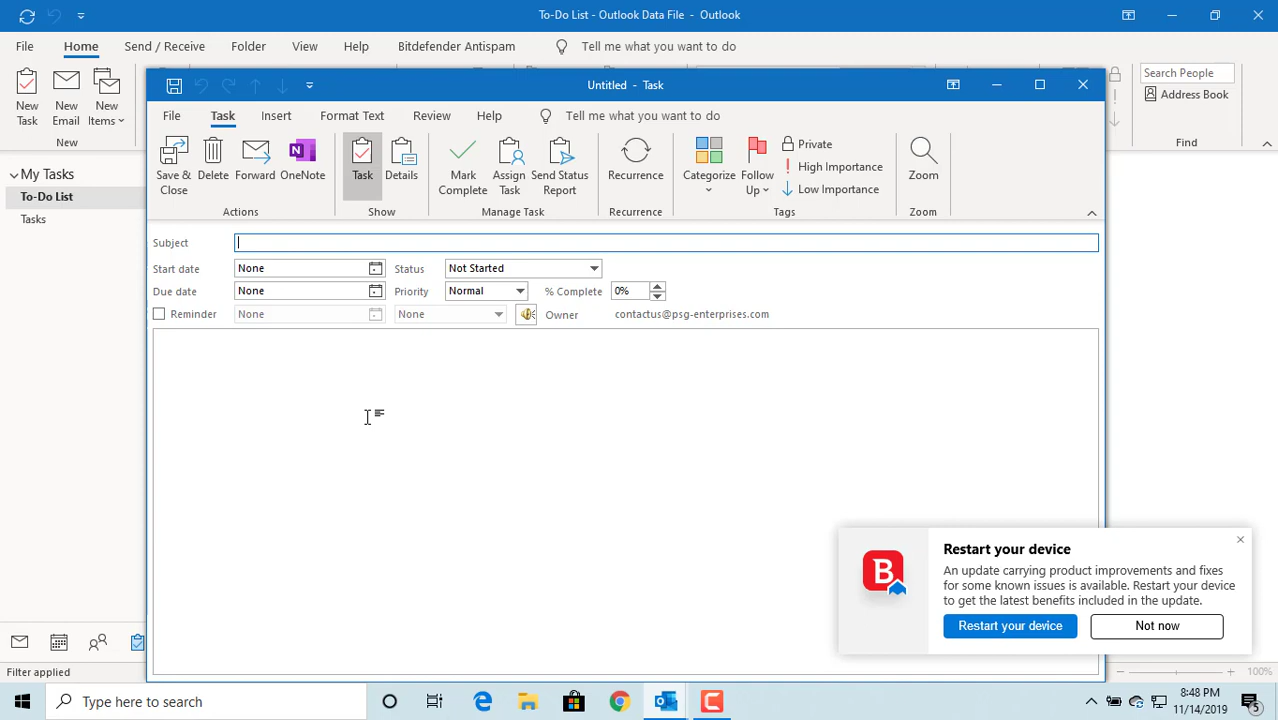 To-Do List - Outlook Data File - Outlook
File Home Send / Receive Folder View Help Bitdefender Antispam Tell me what you want to do
New Task
New Email
New Items
New
Search People
Address Book
Find
My Tasks
To-Do List
Tasks
Untitled - Task
File Task Insert Format Text Review Help Tell me what you want to do
Save & Close
Delete
Forward
OneNote
Actions
Task
Details
Show
Mark Complete
Assign Task
Send Status Report
Manage Task
Recurrence
Recurrence
Categorize
Follow Up
Private
High Importance
Low Importance
Tags
Zoom
Zoom
Subject
Start date None Status Not Started
Due date None Priority Normal % Complete 0%
Reminder None None Owner contactus@psg-enterprises.com
B
Restart your device
An update carrying product improvements and fixes
for some known issues is available. Restart your device
to get the latest benefits included in the update.
Restart your device Not now
Filter applied
100%
Type here to search
8:48 PM
11/14/2019
5